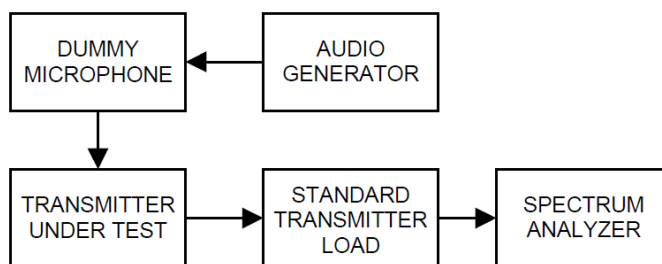 DUMMY
MICROPHONE
AUDIO
GENERATOR
TRANSMITTER
UNDER TEST
STANDARD
TRANSMITTER
LOAD
SPECTRUM
ANALYZER